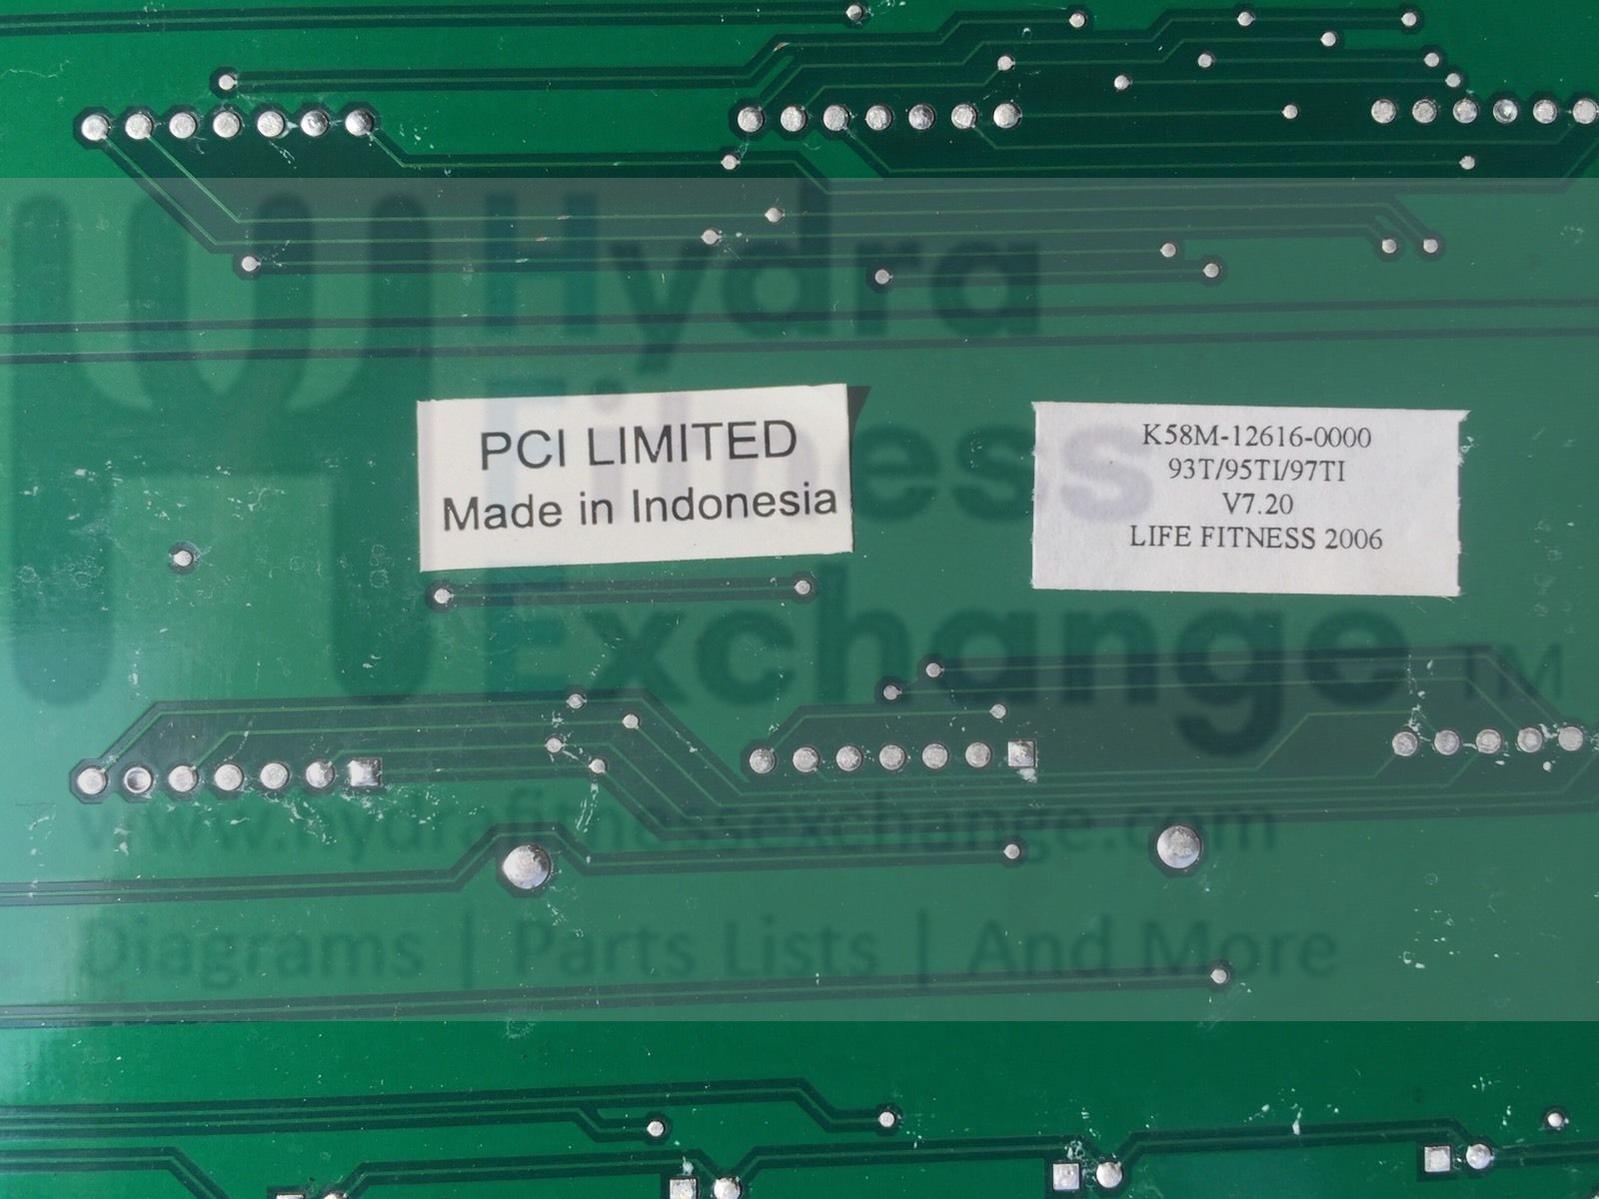 Hydra
Fitness
Exchange TM
PCI LIMITED
Made in Indonesia
K58M-12616-0000
93T/95TI/97TI
V7.20
LIFE FITNESS 2006
www.hydrafitnessexchange.com
Diagrams | Parts Lists | And More